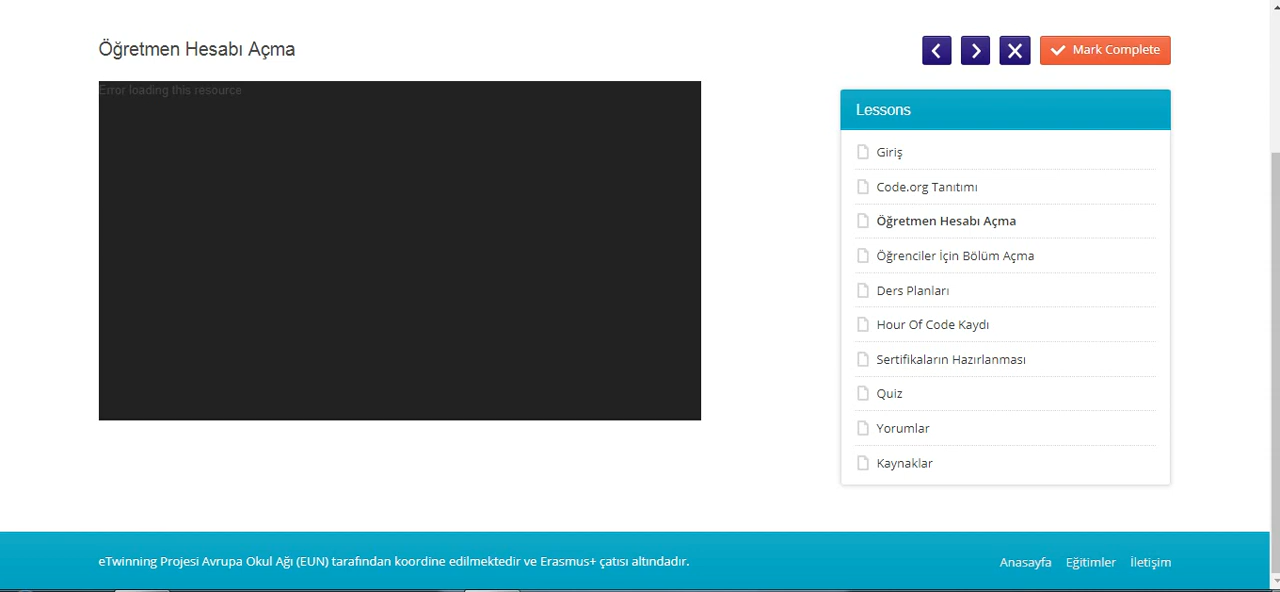 Öğretmen Hesabı Açma
Mark Complete
Error loading this resource
Lessons
Giriş
Code.org Tanıtımı
Öğretmen Hesabı Açma
Öğrenciler İçin Bölüm Açma
Ders Planları
Hour Of Code Kaydı
Sertifikaların Hazırlanması
Quiz
Yorumlar
Kaynaklar
eTwinning Projesi Avrupa Okul Ağı (EUN) tarafından koordine edilmektedir ve Erasmus+ çatısı altındadır.
Anasayfa Eğitimler İletişim